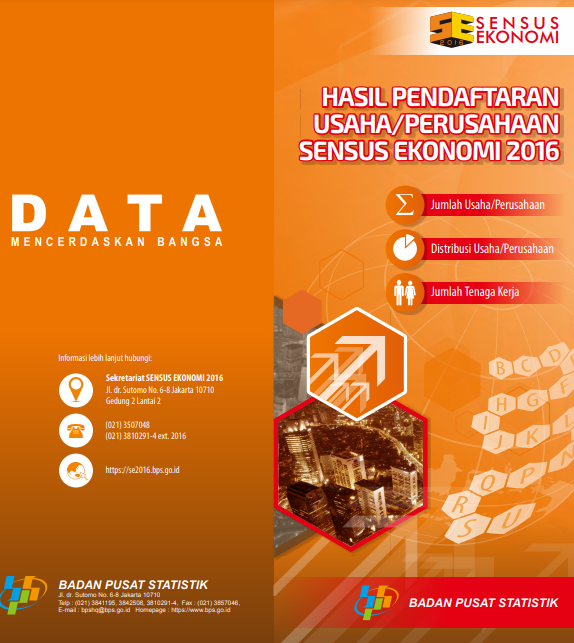 DATA
MENCERDASKAN BANGSA
Informasi lebih lanjut hubungi:
Sekretariat SENSUS EKONOMI 2016
Jl. dr. Sutomo No. 6-8 Jakarta 10710
Gedung 2 Lantai 2
(021) 3507048
(021) 3810291-4 ext. 2016
https://se2016.bps.go.id
BADAN PUSAT STATISTIK
Jl. dr. Sutomo No. 6-8 Jakarta 10710
Telp : (021) 3841195, 3842508, 3810291-4, Fax : (021) 3857046,
E-mail : bpshq@bps.go.id Homepage : https://www.bps.go.id
SE
2016
SENSUS
EKONOMI
HASIL PENDAFTARAN
USAHA/PERUSAHAAN
SENSUS EKONOMI 2016
Σ
Jumlah Usaha/Perusahaan
Distribusi Usaha/Perusahaan
Jumlah Tenaga Kerja
B C D
H G F
I J K L
R Q P N
S U
BADAN PUSAT STATISTIK